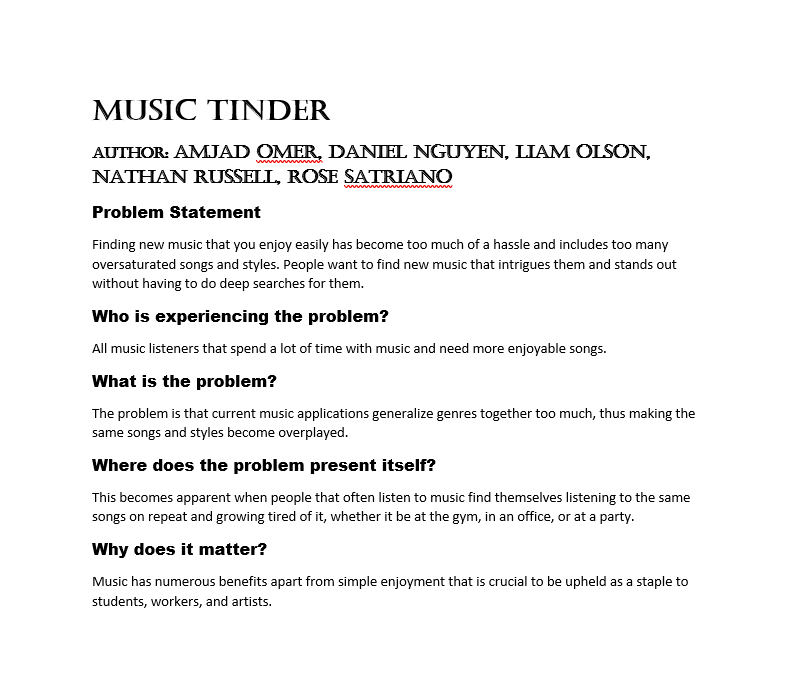 MUSIC TINDER
AUTHOR: AMJAD OMER, DANIEL NGUYEN, LIAM OLSON,
NATHAN RUSSELL, ROSE SATRIANO
Problem Statement
Finding new music that you enjoy easily has become too much of a hassle and includes too many
oversaturated songs and styles. People want to find new music that intrigues them and stands out
without having to do deep searches for them.
Who is experiencing the problem?
All music listeners that spend a lot of time with music and need more enjoyable songs.
What is the problem?
The problem is that current music applications generalize genres together too much, thus making the
same songs and styles become overplayed.
Where does the problem present itself?
This becomes apparent when people that often listen to music find themselves listening to the same
songs on repeat and growing tired of it, whether it be at the gym, in an office, or at a party.
Why does it matter?
Music has numerous benefits apart from simple enjoyment that is crucial to be upheld as a staple to
students, workers, and artists.